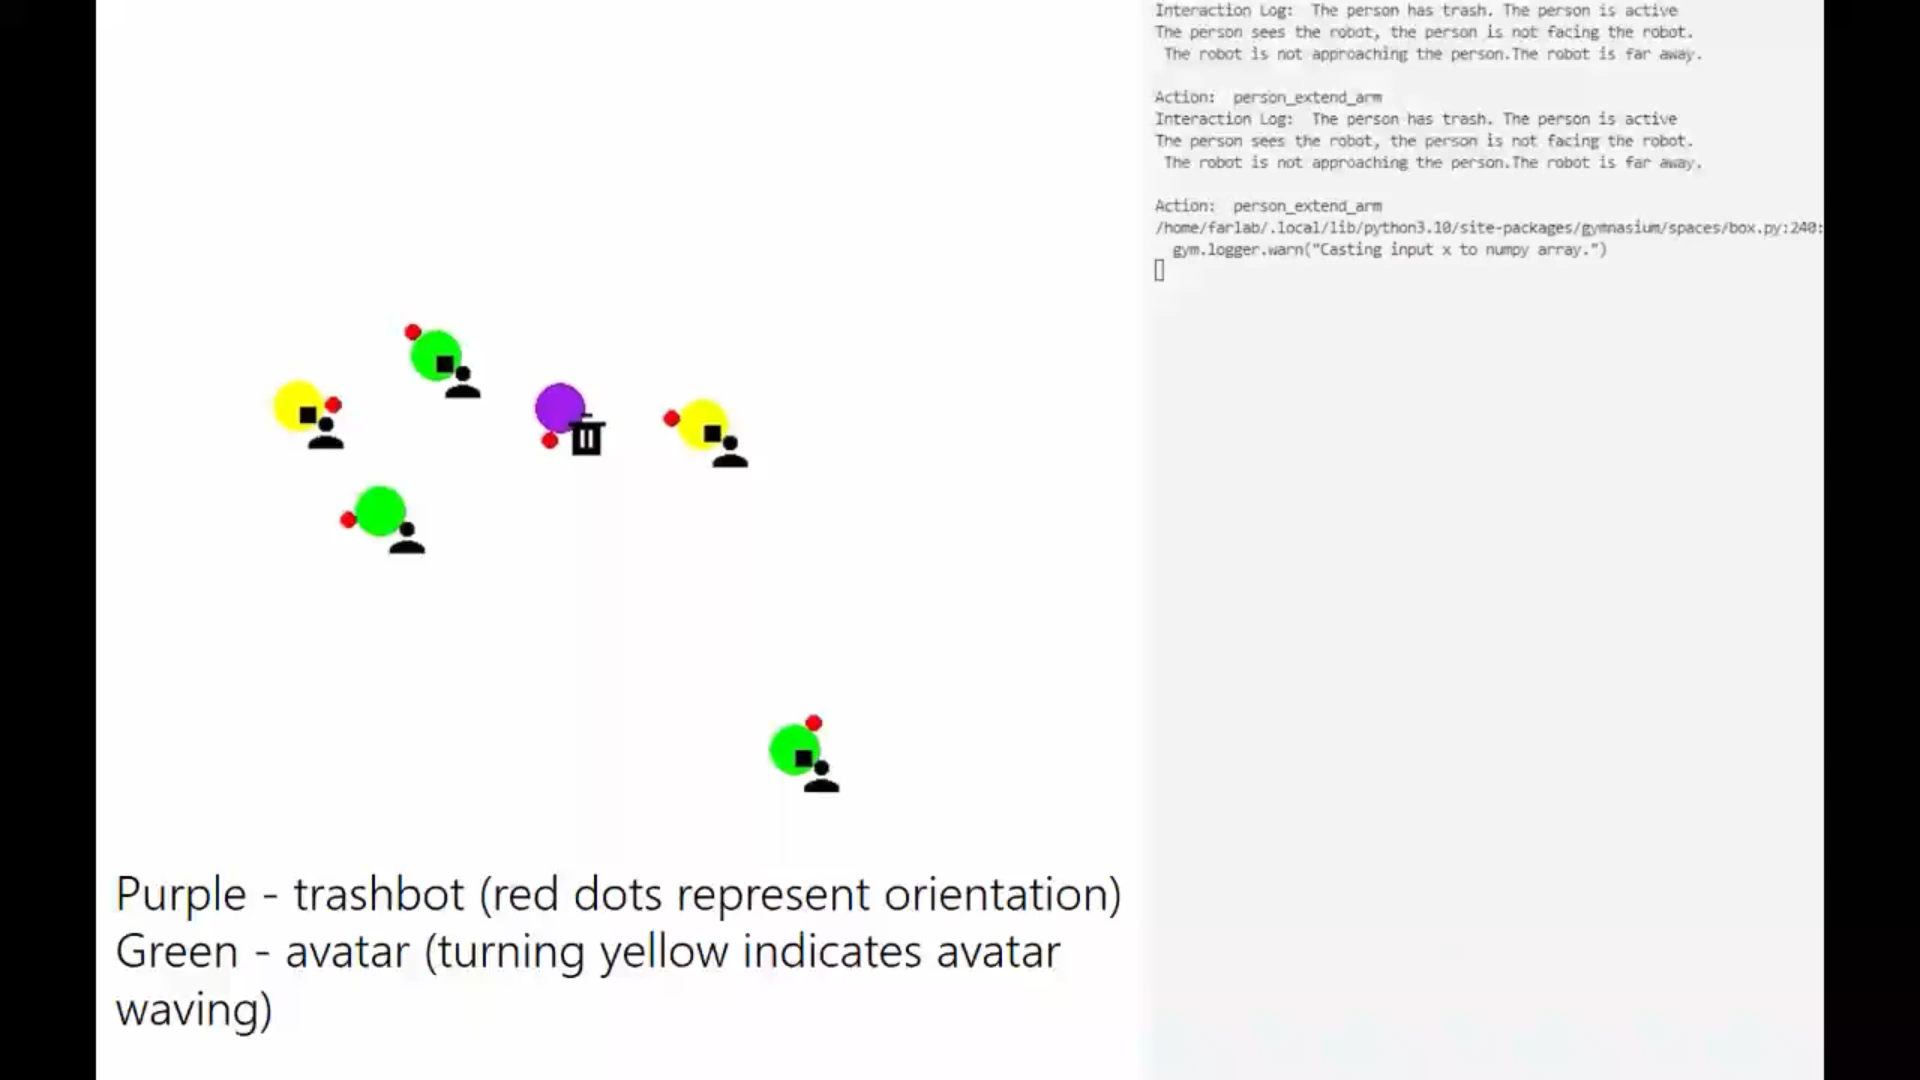 Interaction Log:  The person has trash. The person is active
The person sees the robot, the person is not facing the robot.
The robot is not approaching the person.The robot is far away.
Action:  person_extend_arm
Interaction Log:  The person has trash. The person is active
The person sees the robot, the person is not facing the robot.
The robot is not approaching the person.The robot is far away.
Action:  person_extend_arm
/home/farlab/.local/lib/python3.10/site-packages/gymnasium/spaces/box.py:240:
gym.logger.warn("Casting input x to numpy array.")
Purple - trashbot (red dots represent orientation)
Green - avatar (turning yellow indicates avatar
waving)